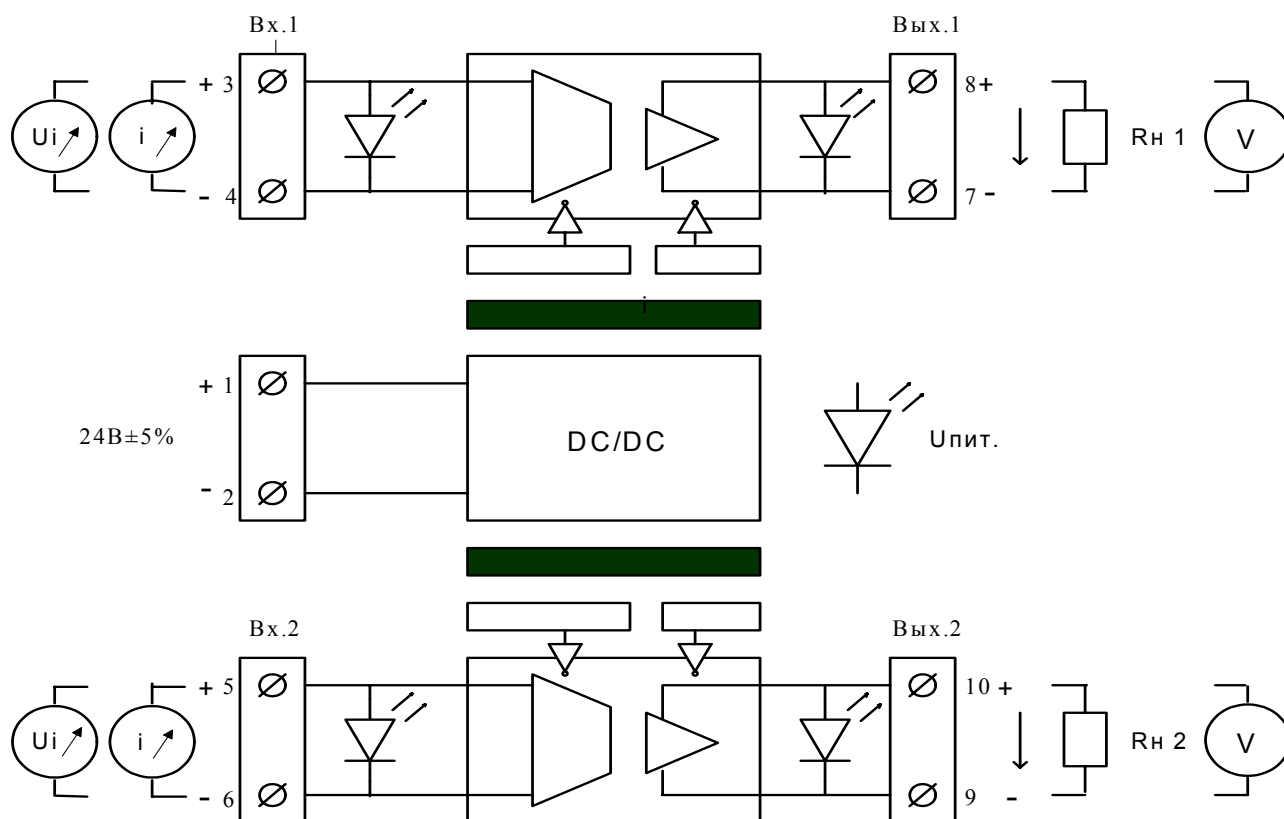 Вх.1 Вых.1
+ 3 8+
Ui i Rн 1 V
- 4 7 -
i
+ 1
24В±5% DC/DC Uпит.
- 2
Вх.2 Вых.2
+ 5 10 +
Ui i Rн 2 V
- 6 9 -